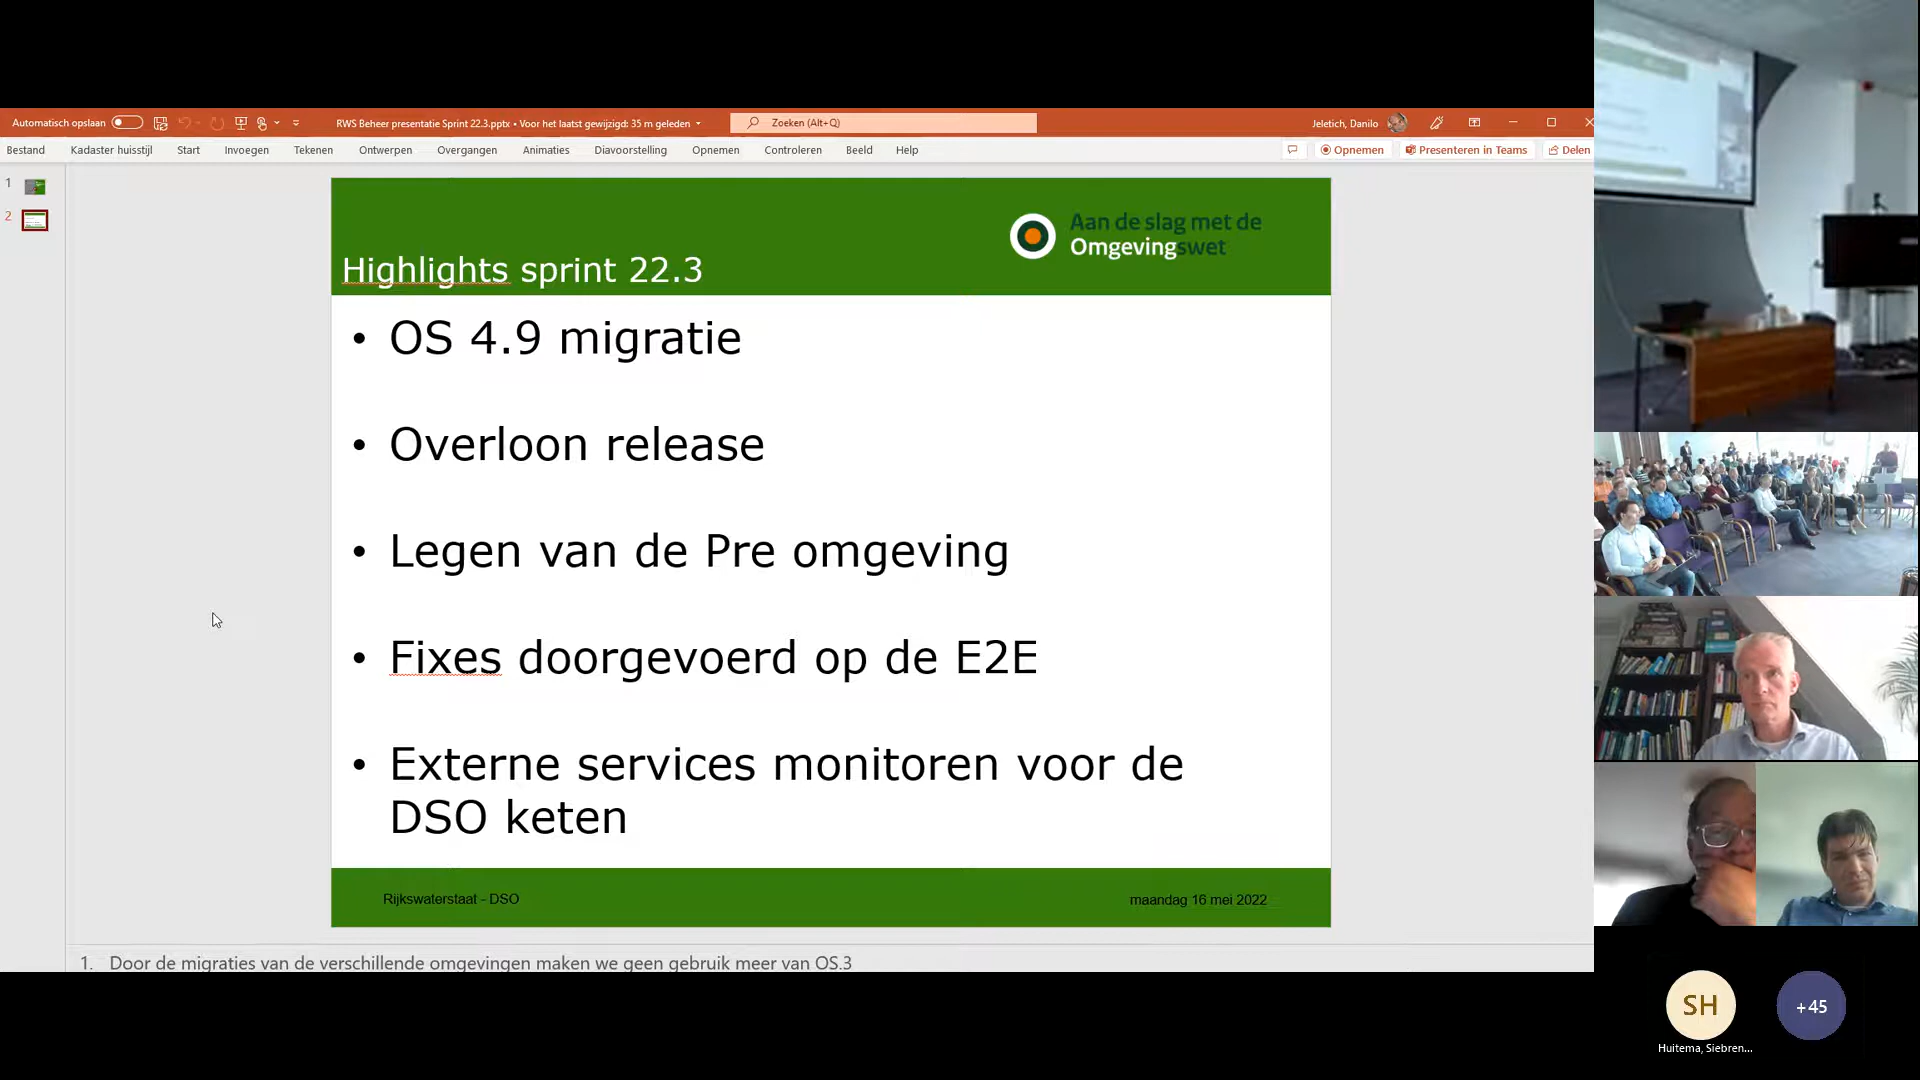 Automatisch opslaan
RWS Beheer presentatie Sprint 22.3.pptx • Voor het laatst gewijzigd: 35 m geleden
Zoeken (Alt+Q)
Jeletich, Danilo
Bestand Kadaster huisstijl Start Invoegen Tekenen Ontwerpen Overgangen Animaties Diavoorstelling Opnemen Controleren Beeld Help
Opnemen Presenteren in Teams Delen
1
2
Aan de slag met de
Omgevingswet
Highlights sprint 22.3
• OS 4.9 migratie
• Overloon release
• Legen van de Pre omgeving
• Fixes doorgevoerd op de E2E
• Externe services monitoren voor de
DSO keten
Rijkswaterstaat - DSO
maandag 16 mei 2022
1. Door de migraties van de verschillende omgevingen maken we geen gebruik meer van OS.3
SH
+45
Huitema, Siebren...